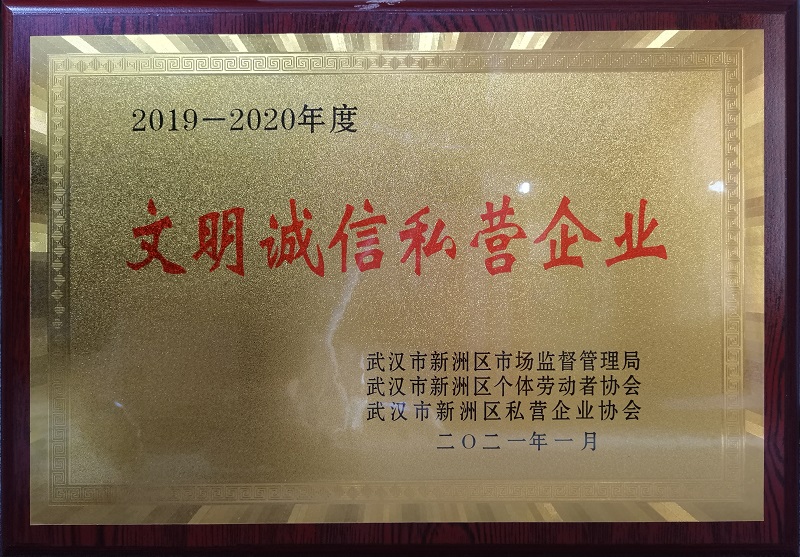 2019－2020年度
文明诚信私营企业
武汉市新洲区市场监督管理局
武汉市新洲区个体劳动者协会
武汉市新洲区私营企业协会
二〇二一年一月